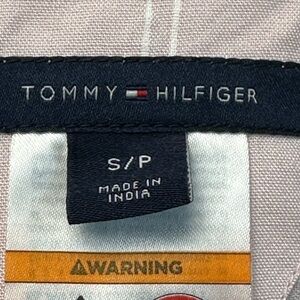 TOMMY HILFIGER
S/P
MADE IN
INDIA
WARNING